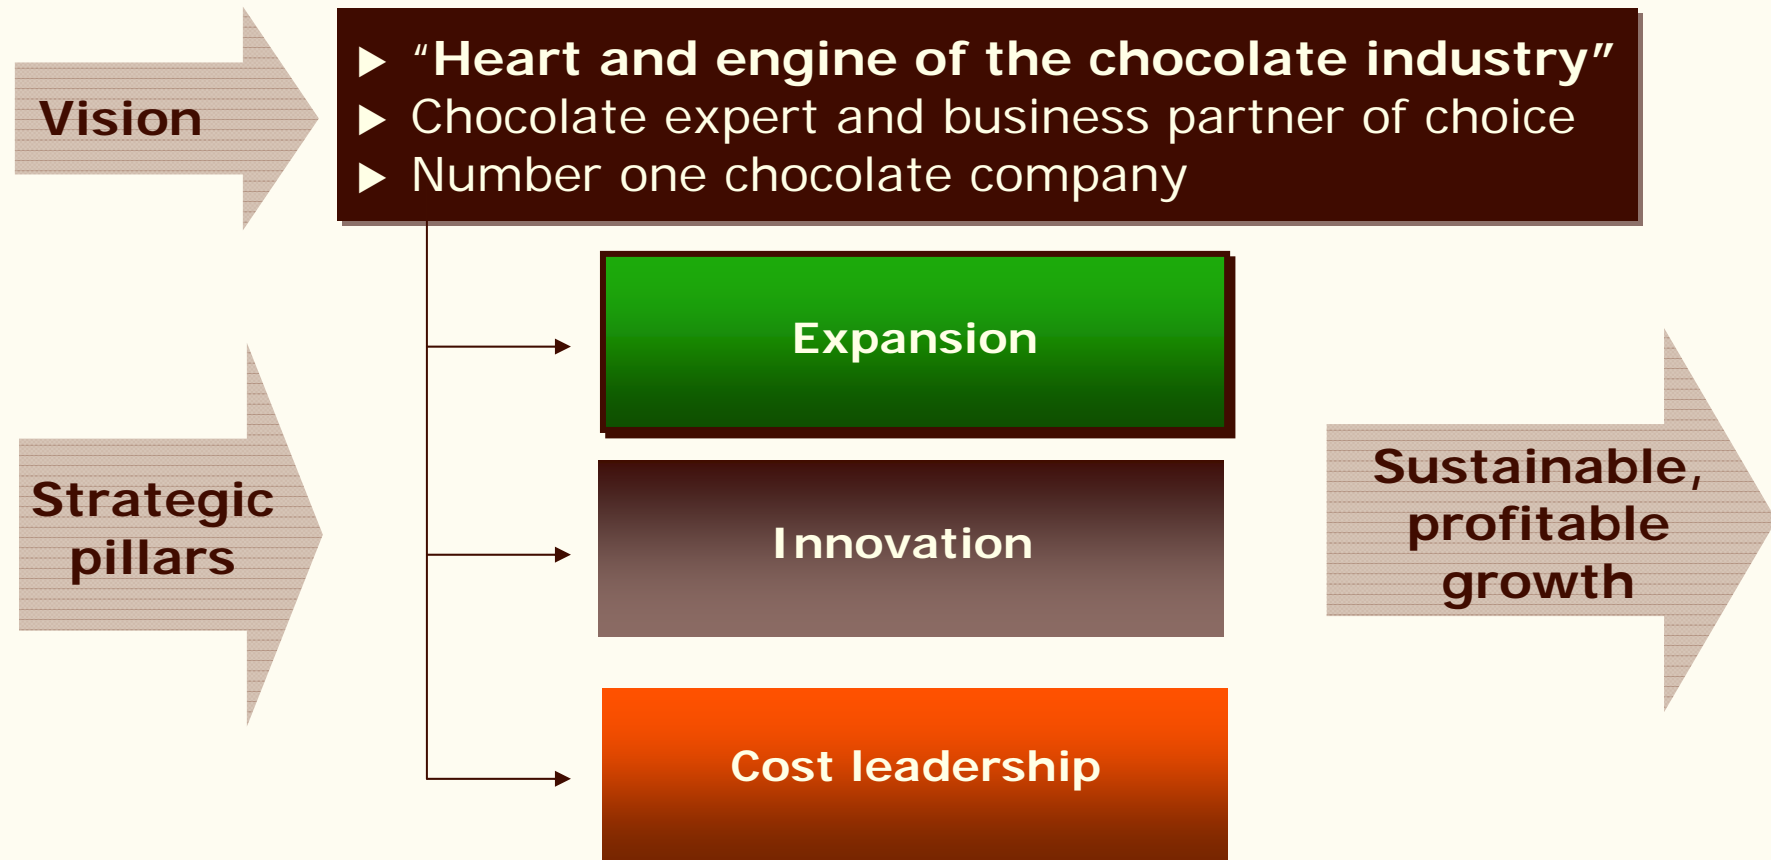 Vision
▶ “Heart and engine of the chocolate industry”
▶ Chocolate expert and business partner of choice
▶ Number one chocolate company
Strategic
pillars
Expansion
Innovation
Cost leadership
Sustainable,
profitable
growth